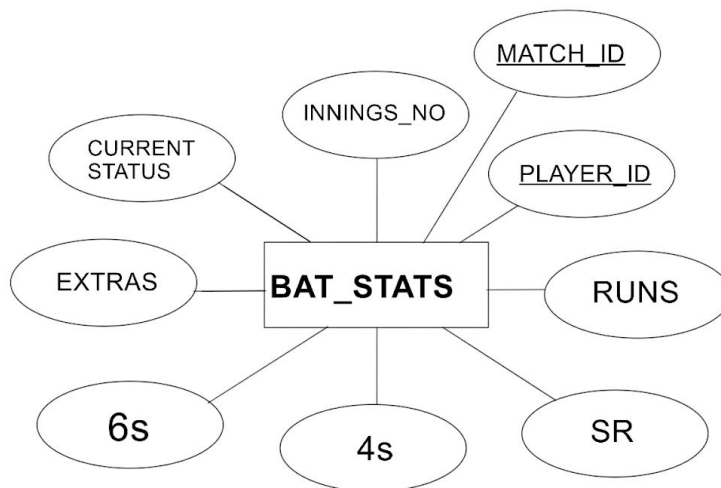 MATCH_ID
INNINGS_NO
CURRENT
STATUS
PLAYER_ID
EXTRAS
BAT_STATS
RUNS
6s
4s
SR